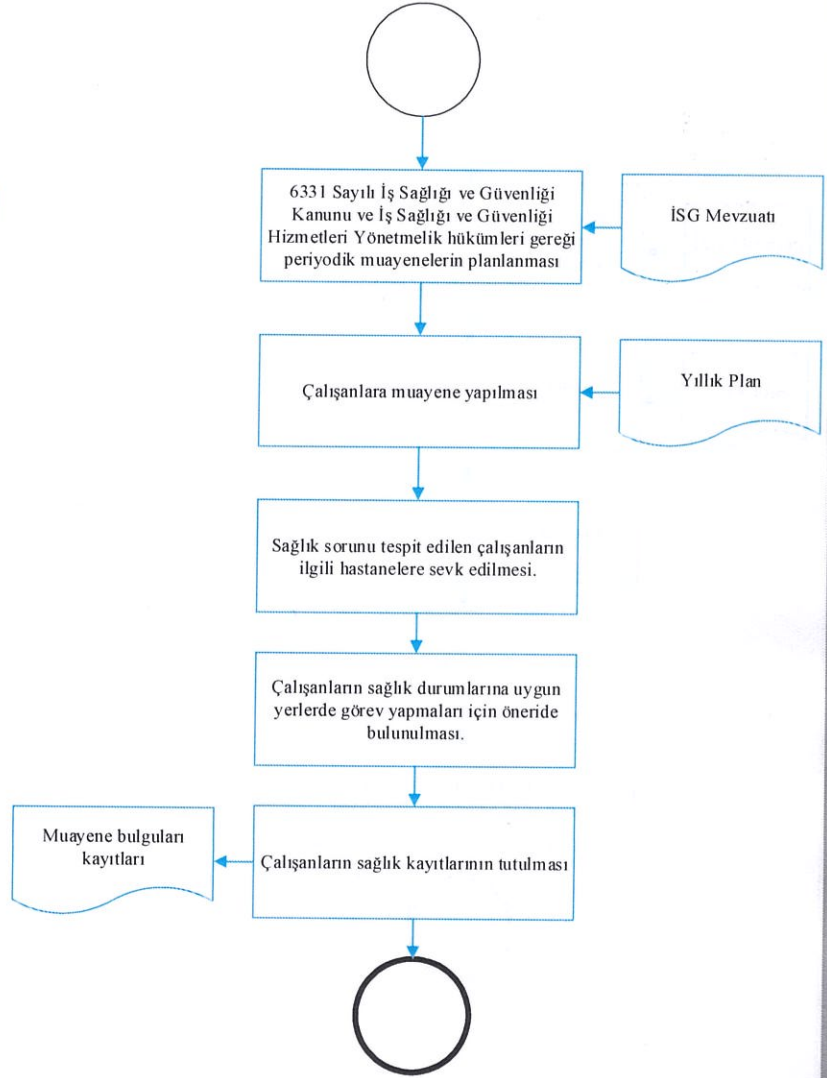 6331 Sayılı İş Sağlığı ve Güvenliği
Kanunu ve İş Sağlığı ve Güvenliği
Hizmetleri Yönetmelik hükümleri gereği
periyodik muayenelerin planlanması
İSG Mevzuatı
Çalışanlara muayene yapılması
Yıllık Plan
Sağlık sorunu tespit edilen çalışanların
ilgili hastanelere sevk edilmesi.
Çalışanların sağlık durumlarına uygun
yerlerde görev yapmaları için öneride
bulunulması.
Muayene bulguları
kayıtları
Çalışanların sağlık kayıtlarının tutulması